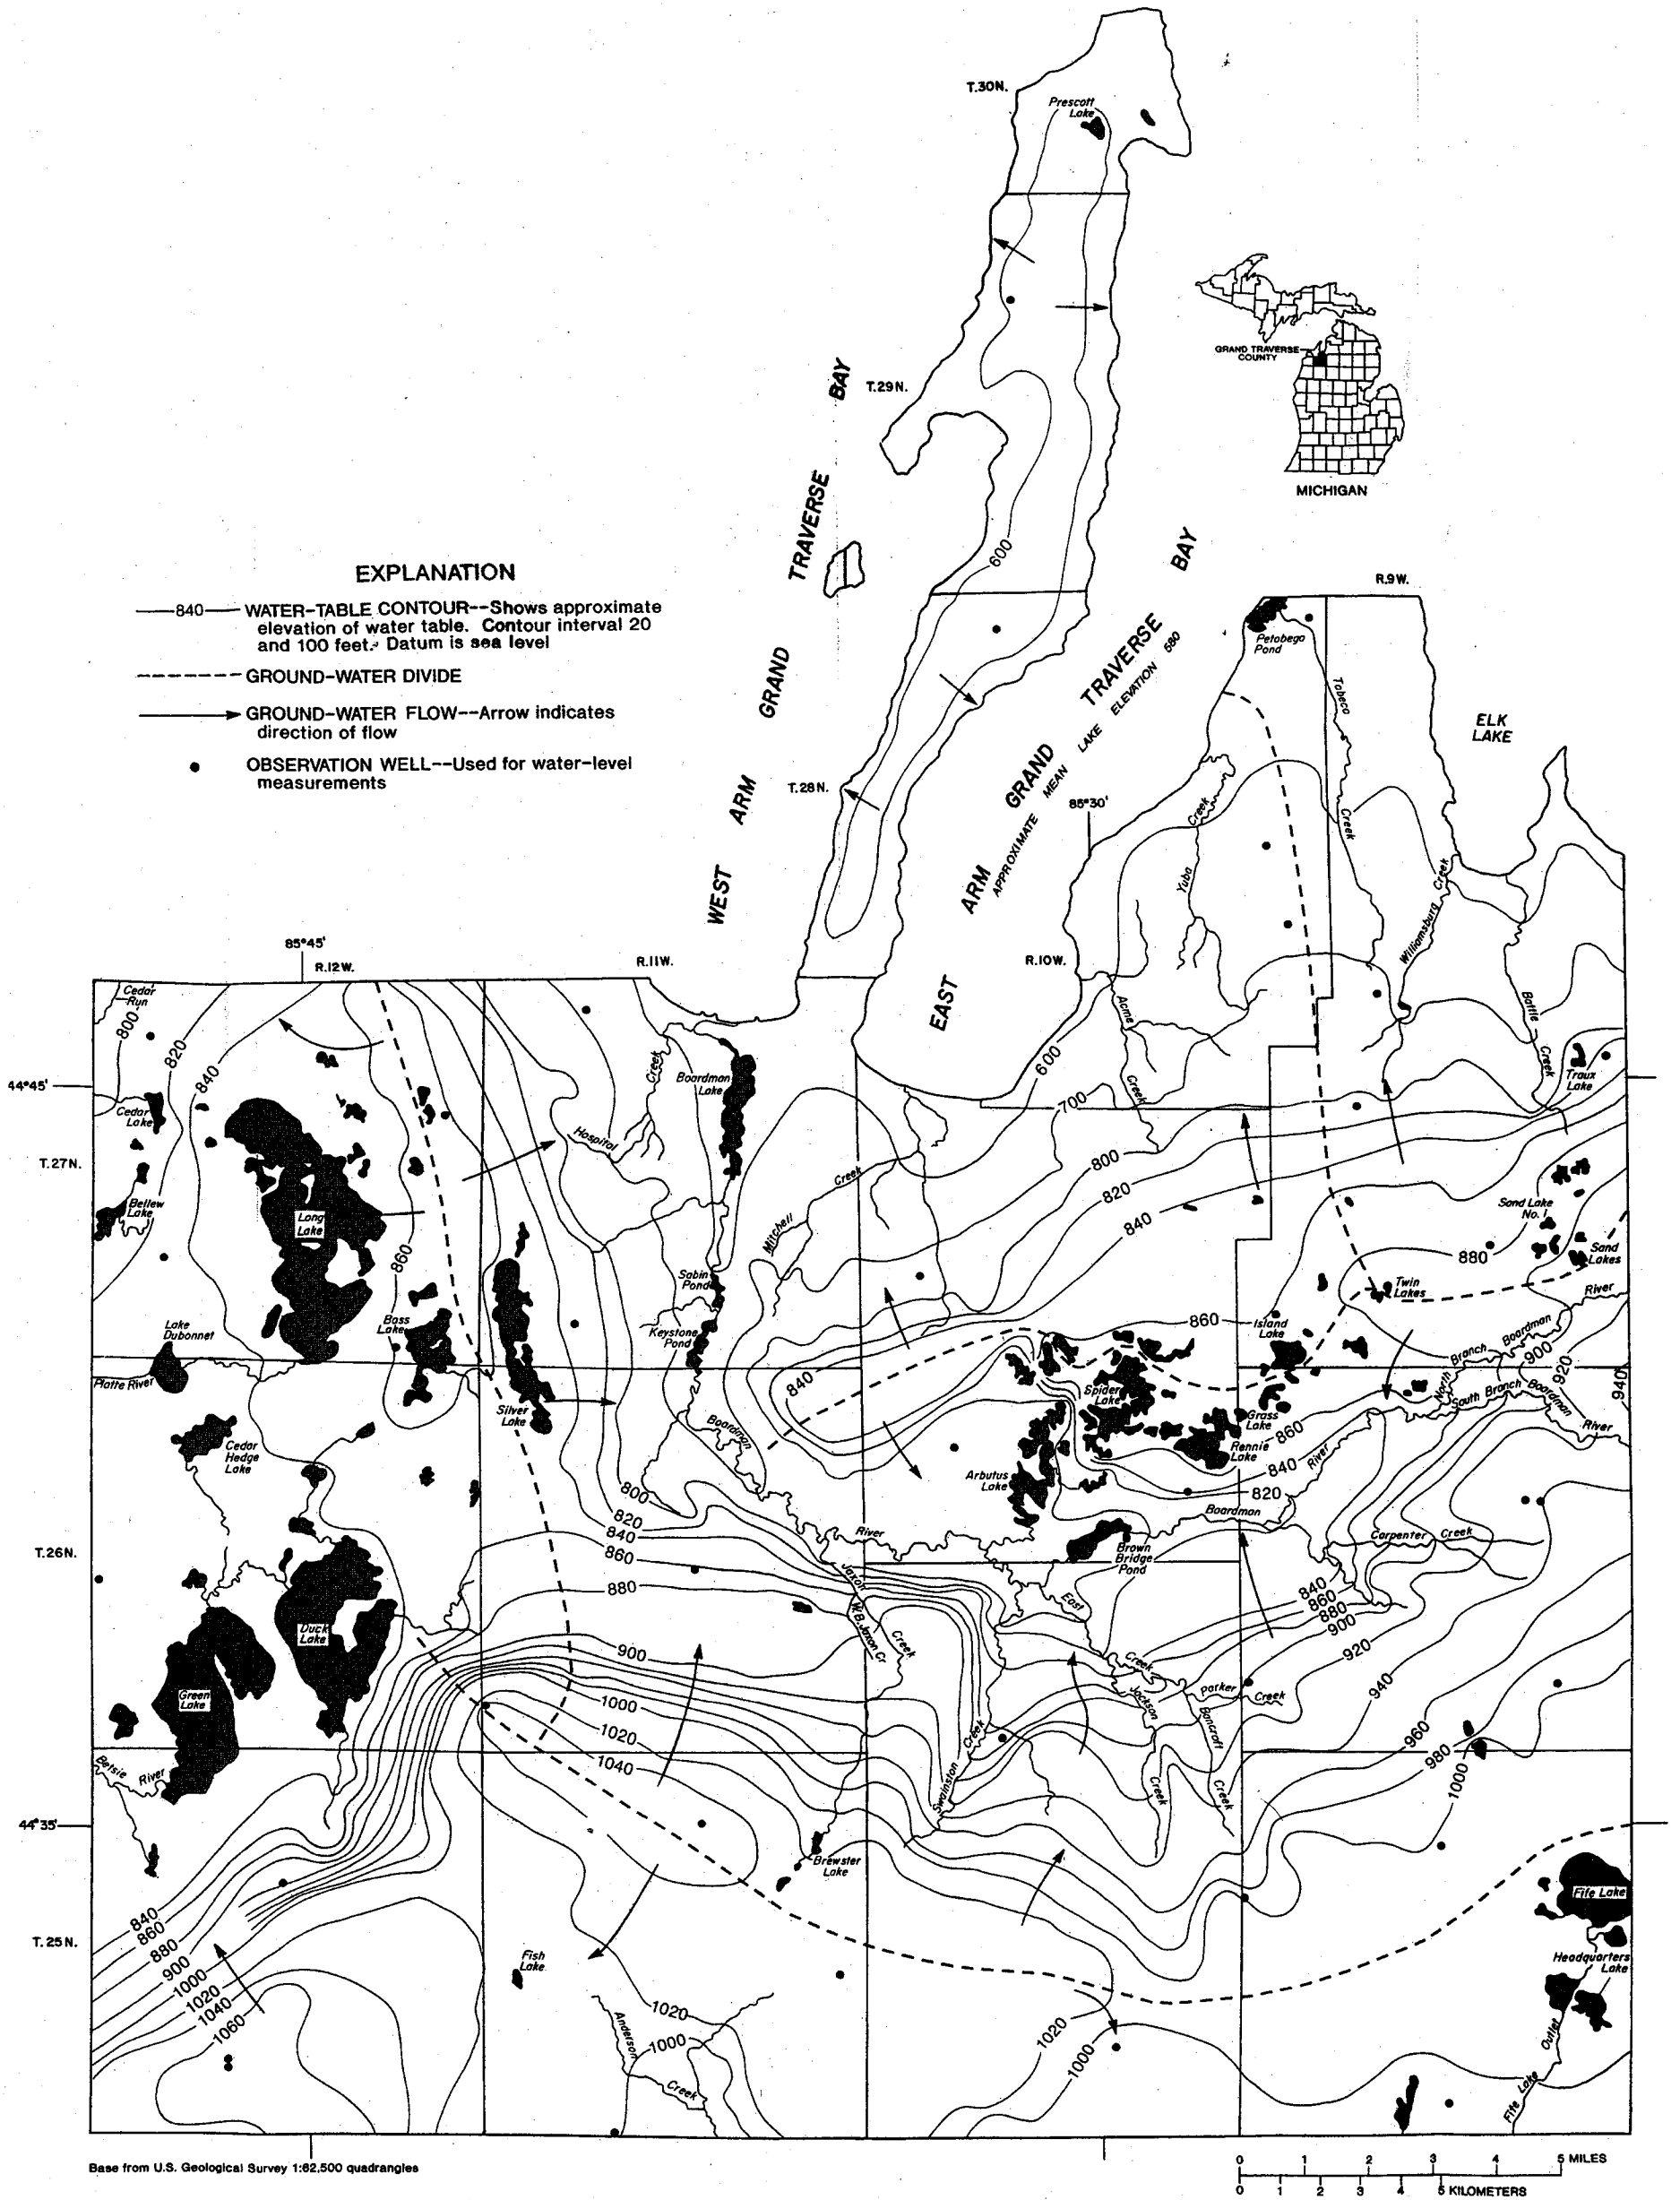 T.30N.
Prescott
Lake
GRAND TRAVERSE
COUNTY
MICHIGAN
T.29N.
BAY
TRAVERSE
GRAND
ARM
WEST
600
EXPLANATION
840 WATER-TABLE CONTOUR--Shows approximate
elevation of water table. Contour interval 20
and 100 feet. Datum is sea level
GROUND-WATER DIVIDE
GROUND-WATER FLOW--Arrow indicates
direction of flow
OBSERVATION WELL--Used for water-level
measurements
BAY
TRAVERSE
GRAND
ARM
EAST
APPROXIMATE MEAN LAKE ELEVATION 580
R.9W.
Petobego
Pond
Tobeco
Creek
ELK
LAKE
T.28N.
85°30'
Yuba
Creek
Williamsburg Creek
Battle
Creek
R.10W.
Acme
Creek
600
700
800
820
840
85°45'
R.12W.
R.11W.
Cedar
Run
800
820
840
44°45'
Cedar
Lake
T.27N.
Bellew
Lake
Long
Lake
860
Bass
Lake
Lake
Dubonnet
Platte River
Creek
Hospital
Boardman
Lake
Mitchell
Creek
Sabin
Pond
Keystone
Pond
Silver
Lake
Boardman
840
Traux
Lake
Sand Lake
No. 1
Sand
Lakes
880
Twin
Lakes
River
860
Island
Lake
North
Branch
Boardman
900
920
940
South Branch Boardman
River
Spider
Lake
Grass
Lake
Rennie
Lake
860
840
River
820
Arbutus
Lake
Boardman
Cedar
Hedge
Lake
800
820
840
860
880
River
Brown
Bridge
Pond
Carpenter Creek
T.26N.
Jaxon
W.B. Jaxon Cr
Creek
East
Creek
840
860
880
900
920
940
960
980
1000
Duck
Lake
Green
Lake
900
1000
1020
1040
Jackson
Creek
Parker
Creek
Bancroft
Creek
Swainston
Creek
Betsie
River
44°35'
Brewster
Lake
840
860
880
900
1000
1020
1040
1060
T.25N.
Fish
Lake
Fife Lake
Headquarters
Lake
1020
1000
Anderson
Creek
1020
1000
Fife Lake
Outlet
Base from U.S. Geological Survey 1:62,500 quadrangles
0 1 2 3 4 5 MILES
0 1 2 3 4 5 KILOMETERS